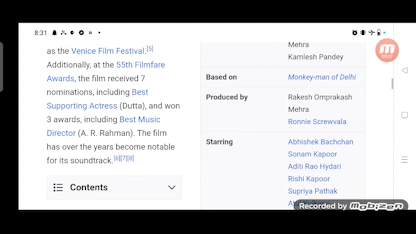 8:31
as the Venice Film Festival.[5]
Additionally, at the 55th Filmfare
Awards, the film received 7
nominations, including Best
Supporting Actress (Dutta), and won
3 awards, including Best Music
Director (A. R. Rahman). The film
has over the years become notable
for its soundtrack.[6][7][8]
Contents
Mehra
Kamlesh Pandey
Based on Monkey-man of Delhi
Produced by Rakesh Omprakash
Mehra
Ronnie Screwvala
Starring Abhishek Bachchan
Sonam Kapoor
Aditi Rao Hydari
Rishi Kapoor
Supriya Pathak
Recorded by Mobizen